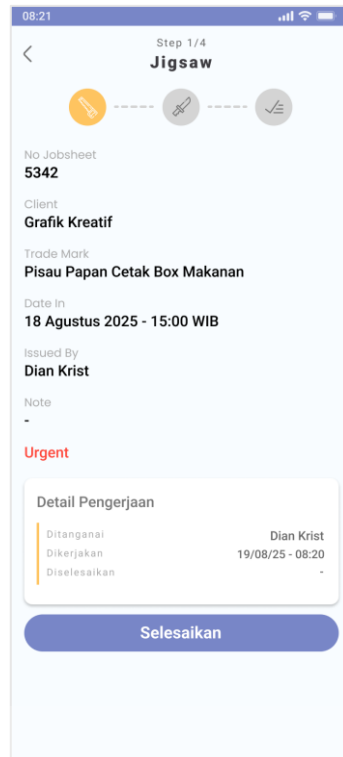 08:21
Step 1/4
Jigsaw
No Jobsheet
5342
Client
Grafik Kreatif
Trade Mark
Pisau Papan Cetak Box Makanan
Date In
18 Agustus 2025 - 15:00 WIB
Issued By
Dian Krist
Note
-
Urgent
Detail Pengerjaan
Ditanganai Dian Krist
Dikerjakan 19/08/25 - 08:20
Diselesaikan -
Selesaikan